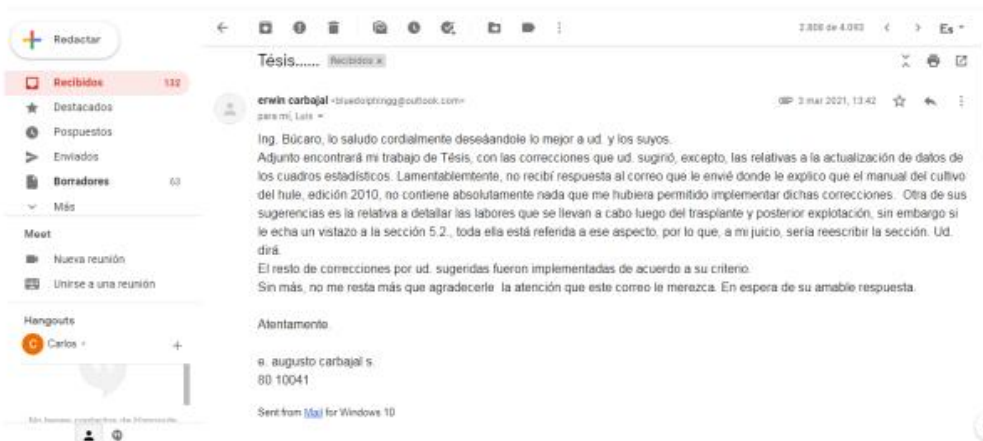 Redactar
2.808 de 4.093
Es
Recibidos 132
Destacados
Pospuestos
Enviados
Borradores 63
Más
Meet
Nueva reunión
Unirse a una reunión
Hangouts
Carlos
Tésis...... Recibidos x
erwin carbajal
3 mar 2021, 13:42
para mí, Luis
Ing. Búcaro, lo saludo cordialmente deseándole lo mejor a ud. y los suyos.
Adjunto encontrará mi trabajo de Tésis, con las correcciones que ud. sugirió, excepto, las relativas a la actualización de datos de
los cuadros estadísticos. Lamentablemtente, no recibí respuesta al correo que le envié donde le explico que el manual del cultivo
del hule, edición 2010, no contiene absolutamente nada que me hubiera permitido implementar dichas correcciones. Otra de sus
sugerencias es la relativa a detallar las labores que se llevan a cabo luego del trasplante y posterior explotación, sin embargo si
le echa un vistazo a la sección 5.2., toda ella está referida a ese aspecto, por lo que, a mi juicio, sería reescribir la sección. Ud.
dirá.
El resto de correcciones por ud. sugeridas fueron implementadas de acuerdo a su criterio.
Sin más, no me resta más que agradecerle la atención que este correo le merezca. En espera de su amable respuesta.
Atentamente.
e. augusto carbajal s.
80 10041
Sent from Mail for Windows 10